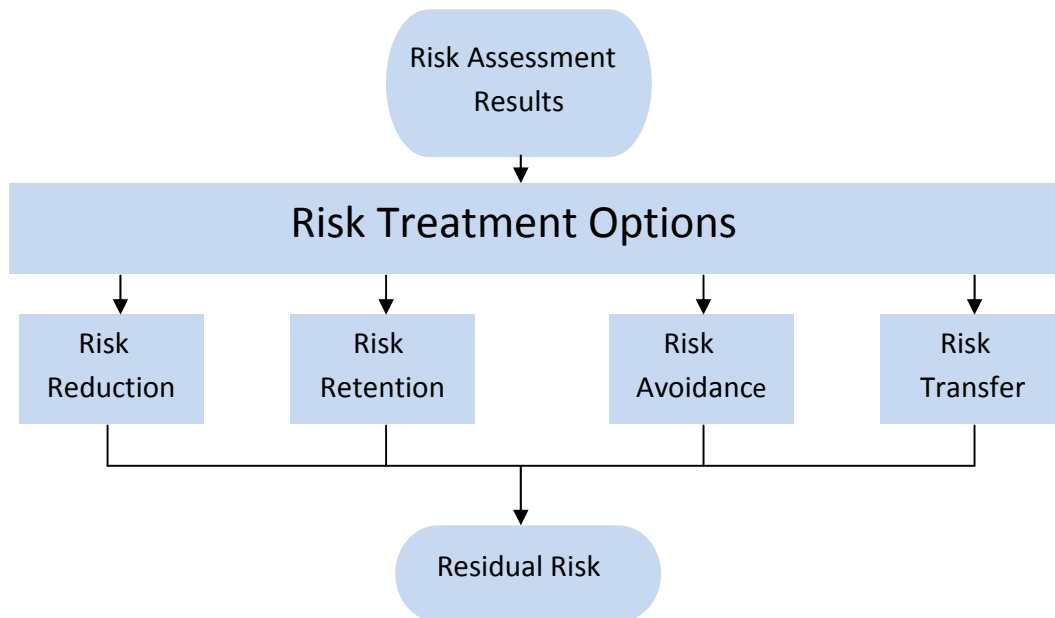 Risk Assessment
Results
Risk Treatment Options
Risk
Reduction
Risk
Retention
Risk
Avoidance
Risk
Transfer
Residual Risk